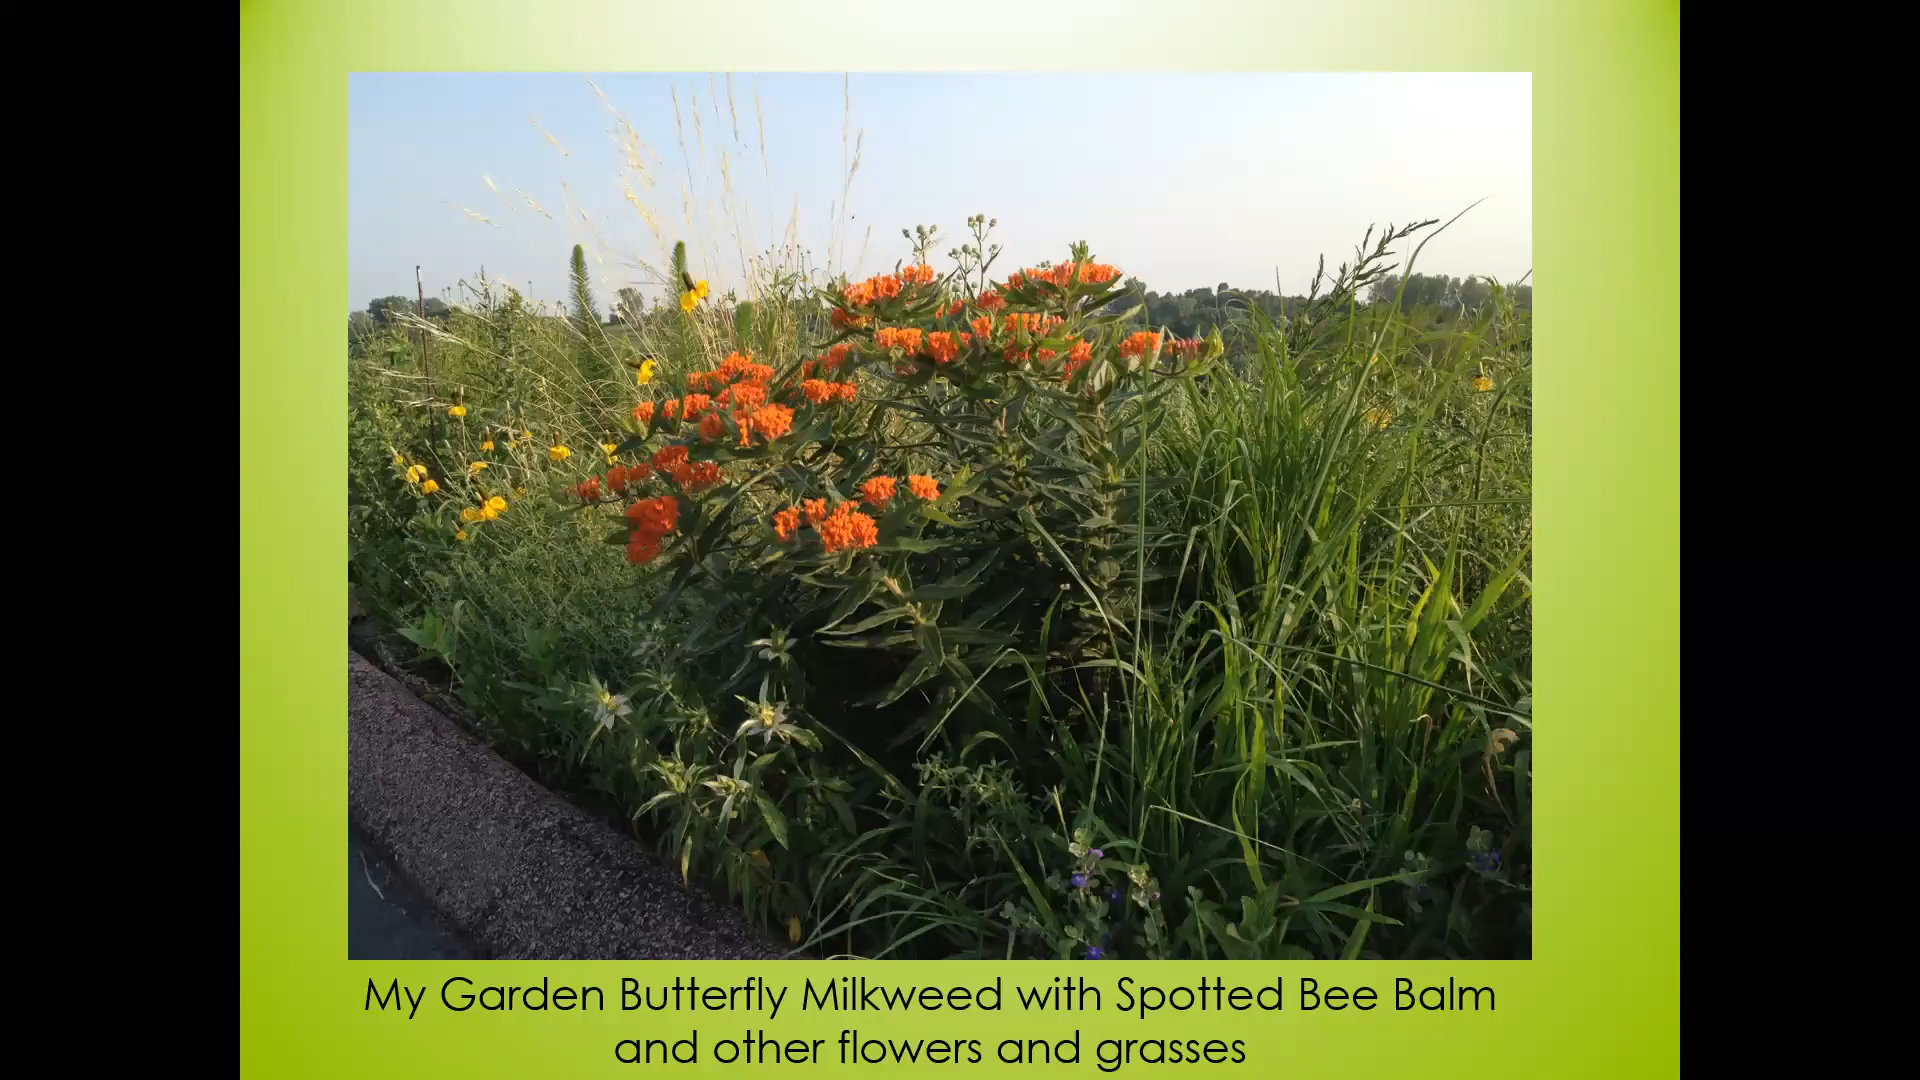 My Garden Butterfly Milkweed with Spotted Bee Balm
and other flowers and grasses